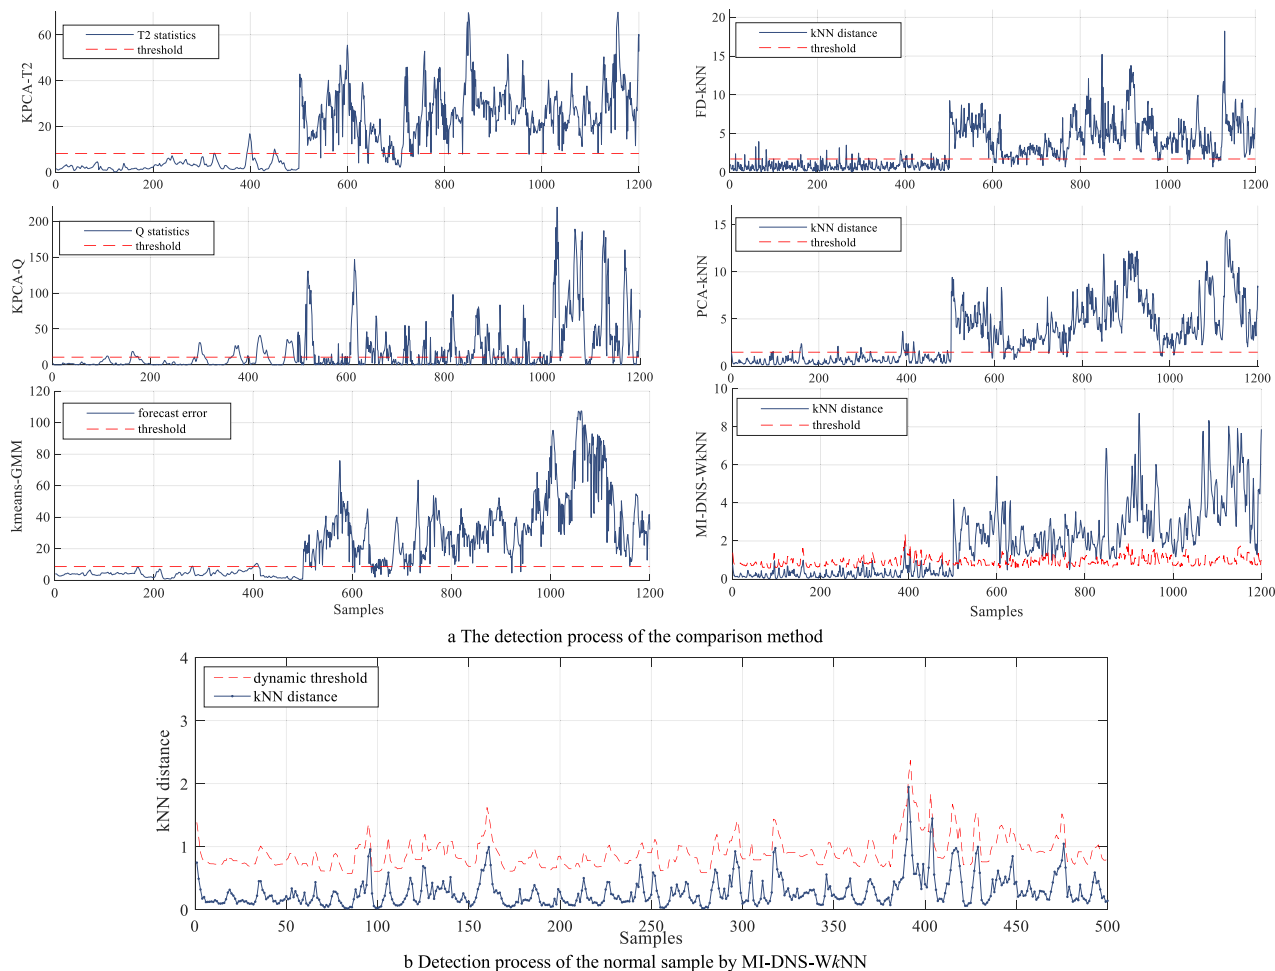 T2 statistics
threshold
KPCA-T2
0
20
40
60
0 200 400 600 800 1000 1200
kNN distance
threshold
FD-kNN
0
5
10
15
20
0 200 400 600 800 1000 1200
Q statistics
threshold
KPCA-Q
0
50
100
150
200
0 200 400 600 800 1000 1200
kNN distance
threshold
PCA-kNN
0
5
10
15
0 200 400 600 800 1000 1200
forecast error
threshold
kmeans-GMM
0
20
40
60
80
100
120
0 200 400 600 800 1000 1200
Samples
kNN distance
threshold
MI-DNS-WkNN
0
2
4
6
8
10
0 200 400 600 800 1000 1200
Samples
a The detection process of the comparison method
dynamic threshold
kNN distance
kNN distance
0
1
2
3
4
0 50 100 150 200 250 300 350 400 450 500
Samples
b Detection process of the normal sample by MI-DNS-WkNN